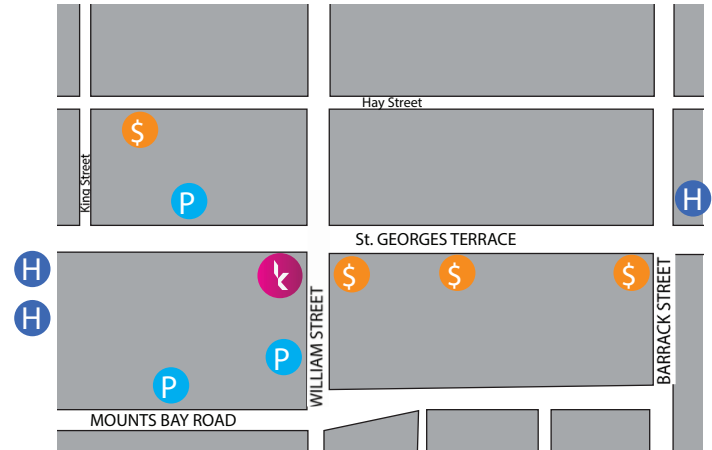 Hay Street
$
King Street
P
H
St. GEORGES TERRACE
H
k
$
$
$
H
WILLIAM STREET
BARRACK STREET
P
P
MOUNTS BAY ROAD